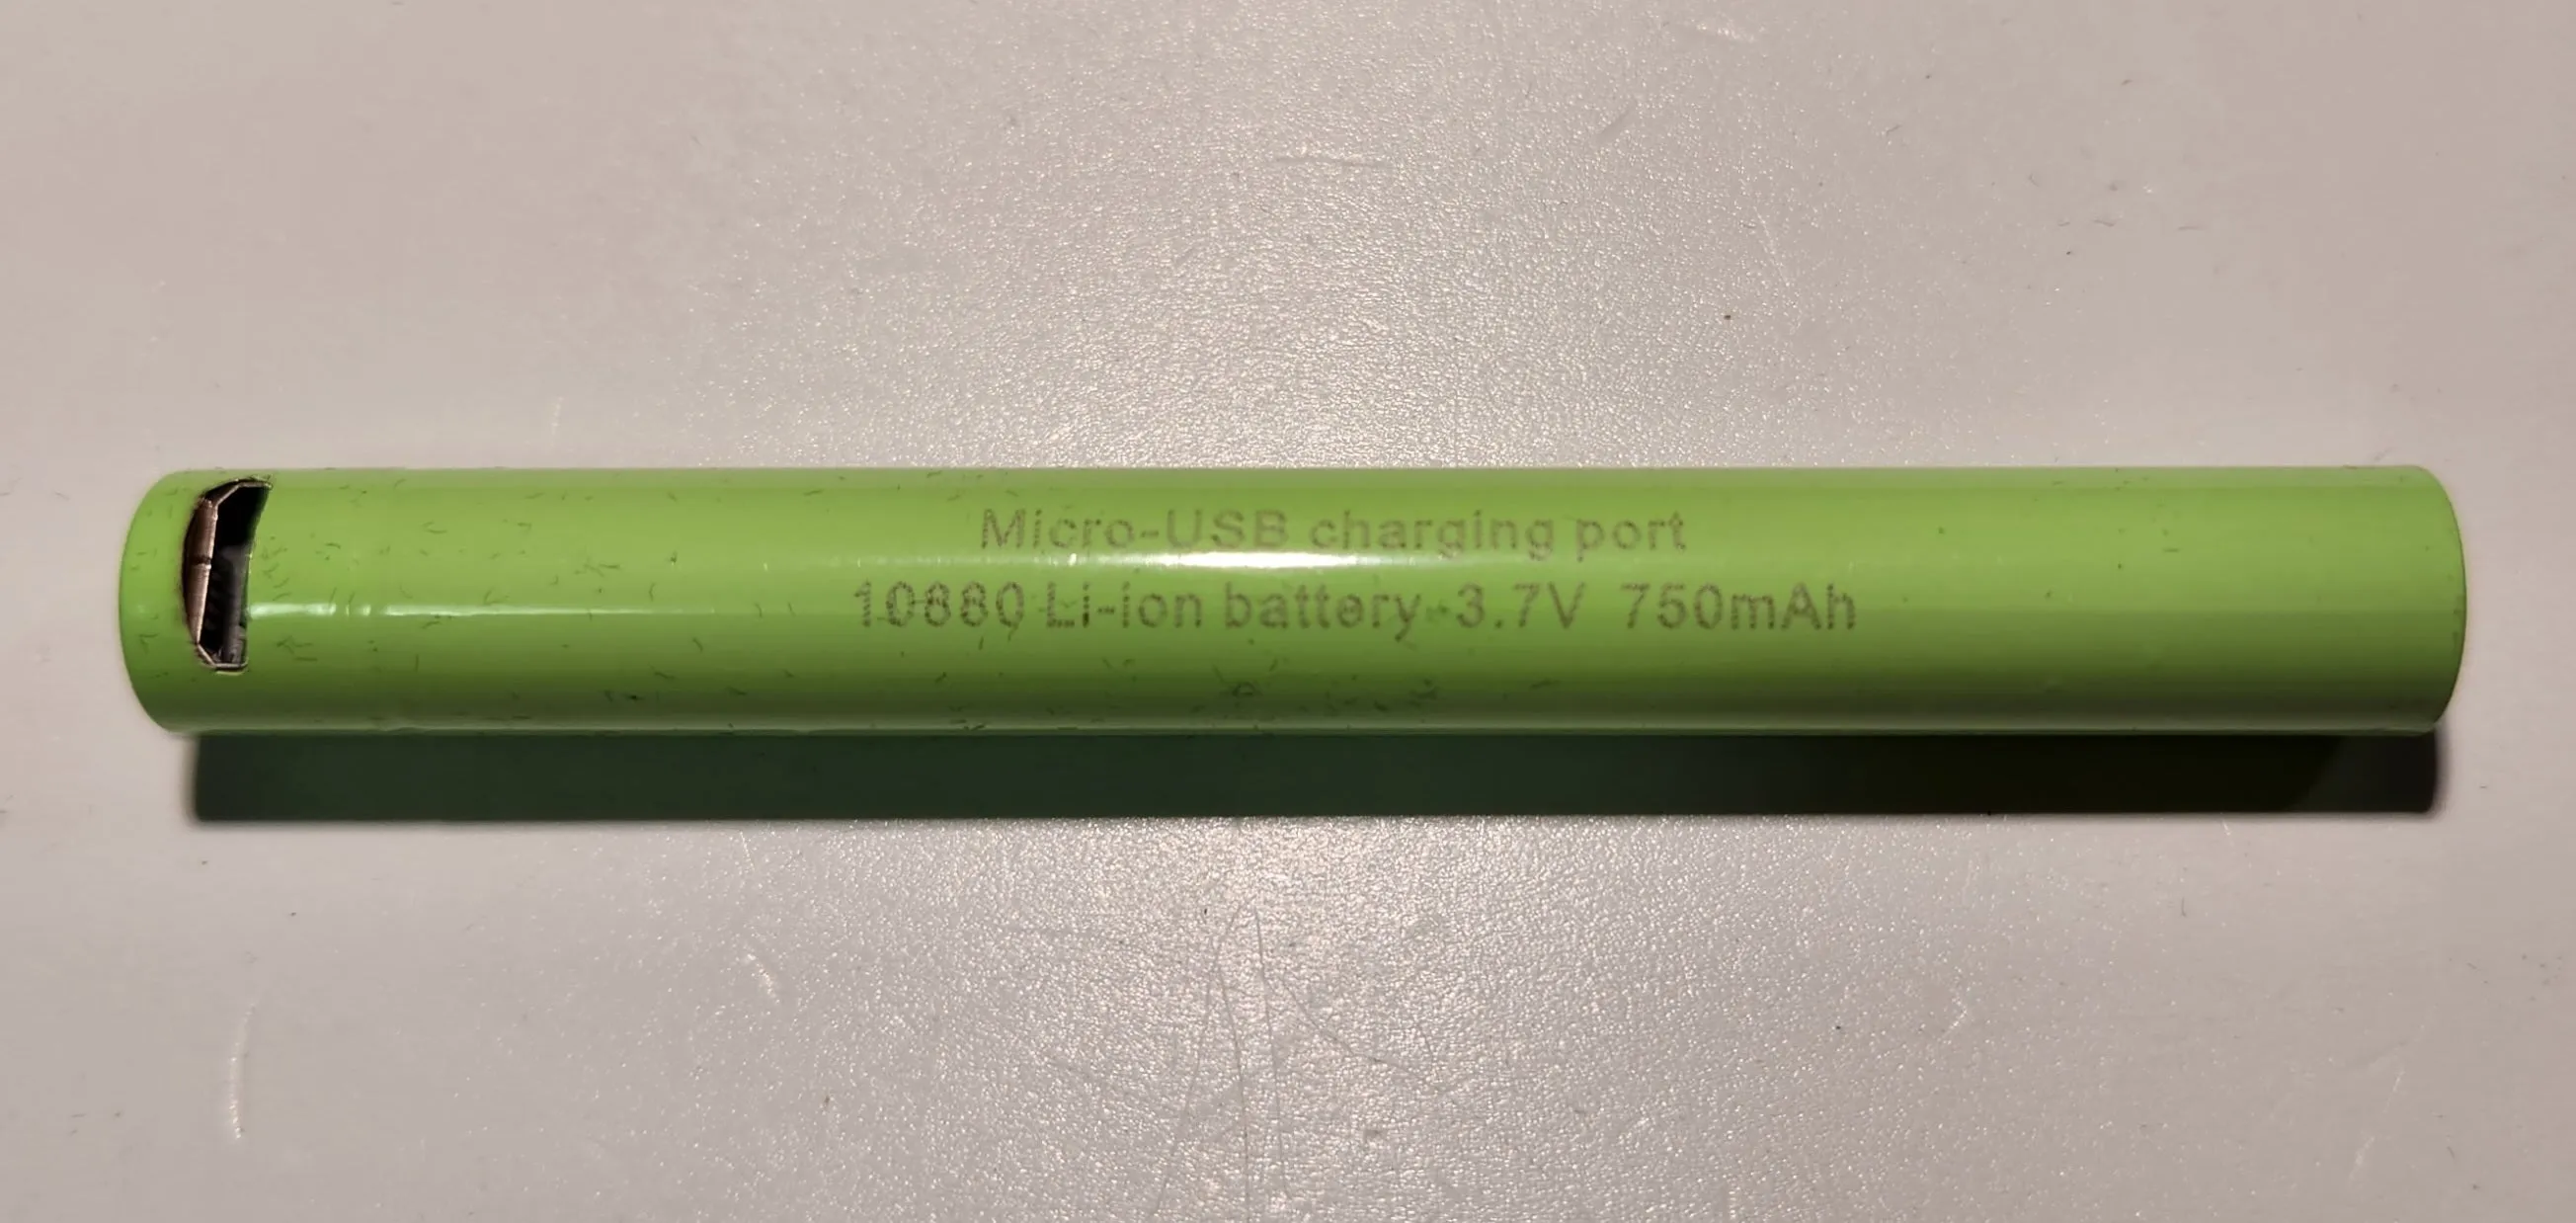 Micro-USB charging port
10880 Li-ion battery 3.7V 750mAh